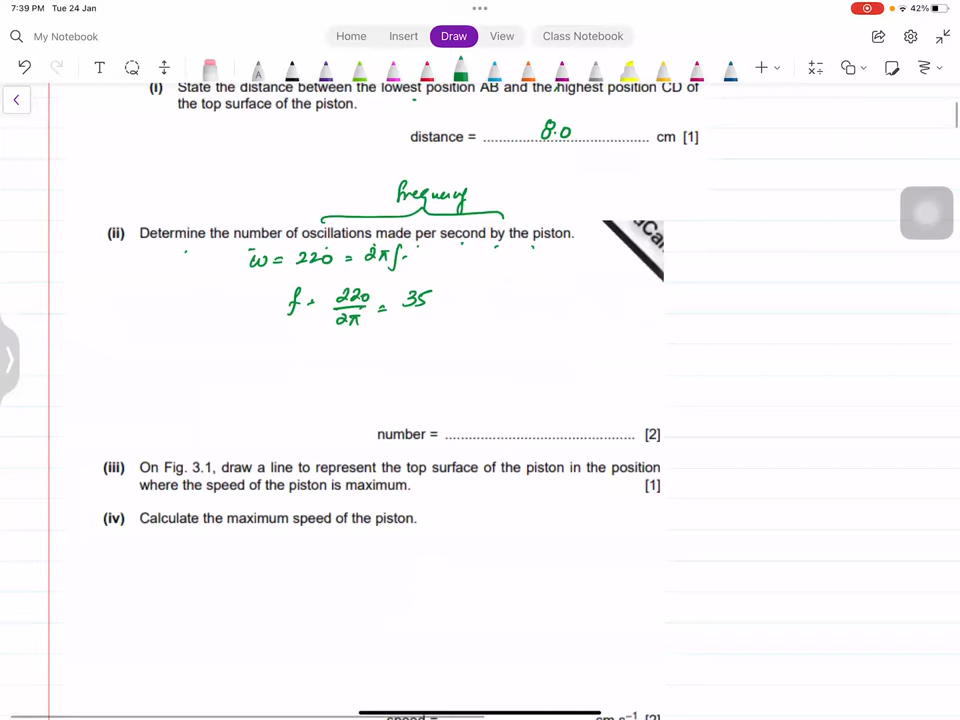 7:39 PM Tue 24 Jan
42%
My Notebook
Home Insert Draw View Class Notebook
(i) State the distance between the lowest position AB and the highest position CD of
the top surface of the piston.
distance = 8.0 cm [1]
frequency
(ii) Determine the number of oscillations made per second by the piston.
ω = 220 = 2πf
f = 220/2π = 35
number = .............................................. [2]
(iii) On Fig. 3.1, draw a line to represent the top surface of the piston in the position
where the speed of the piston is maximum. [1]
(iv) Calculate the maximum speed of the piston.
speed = cm s⁻¹ [2]